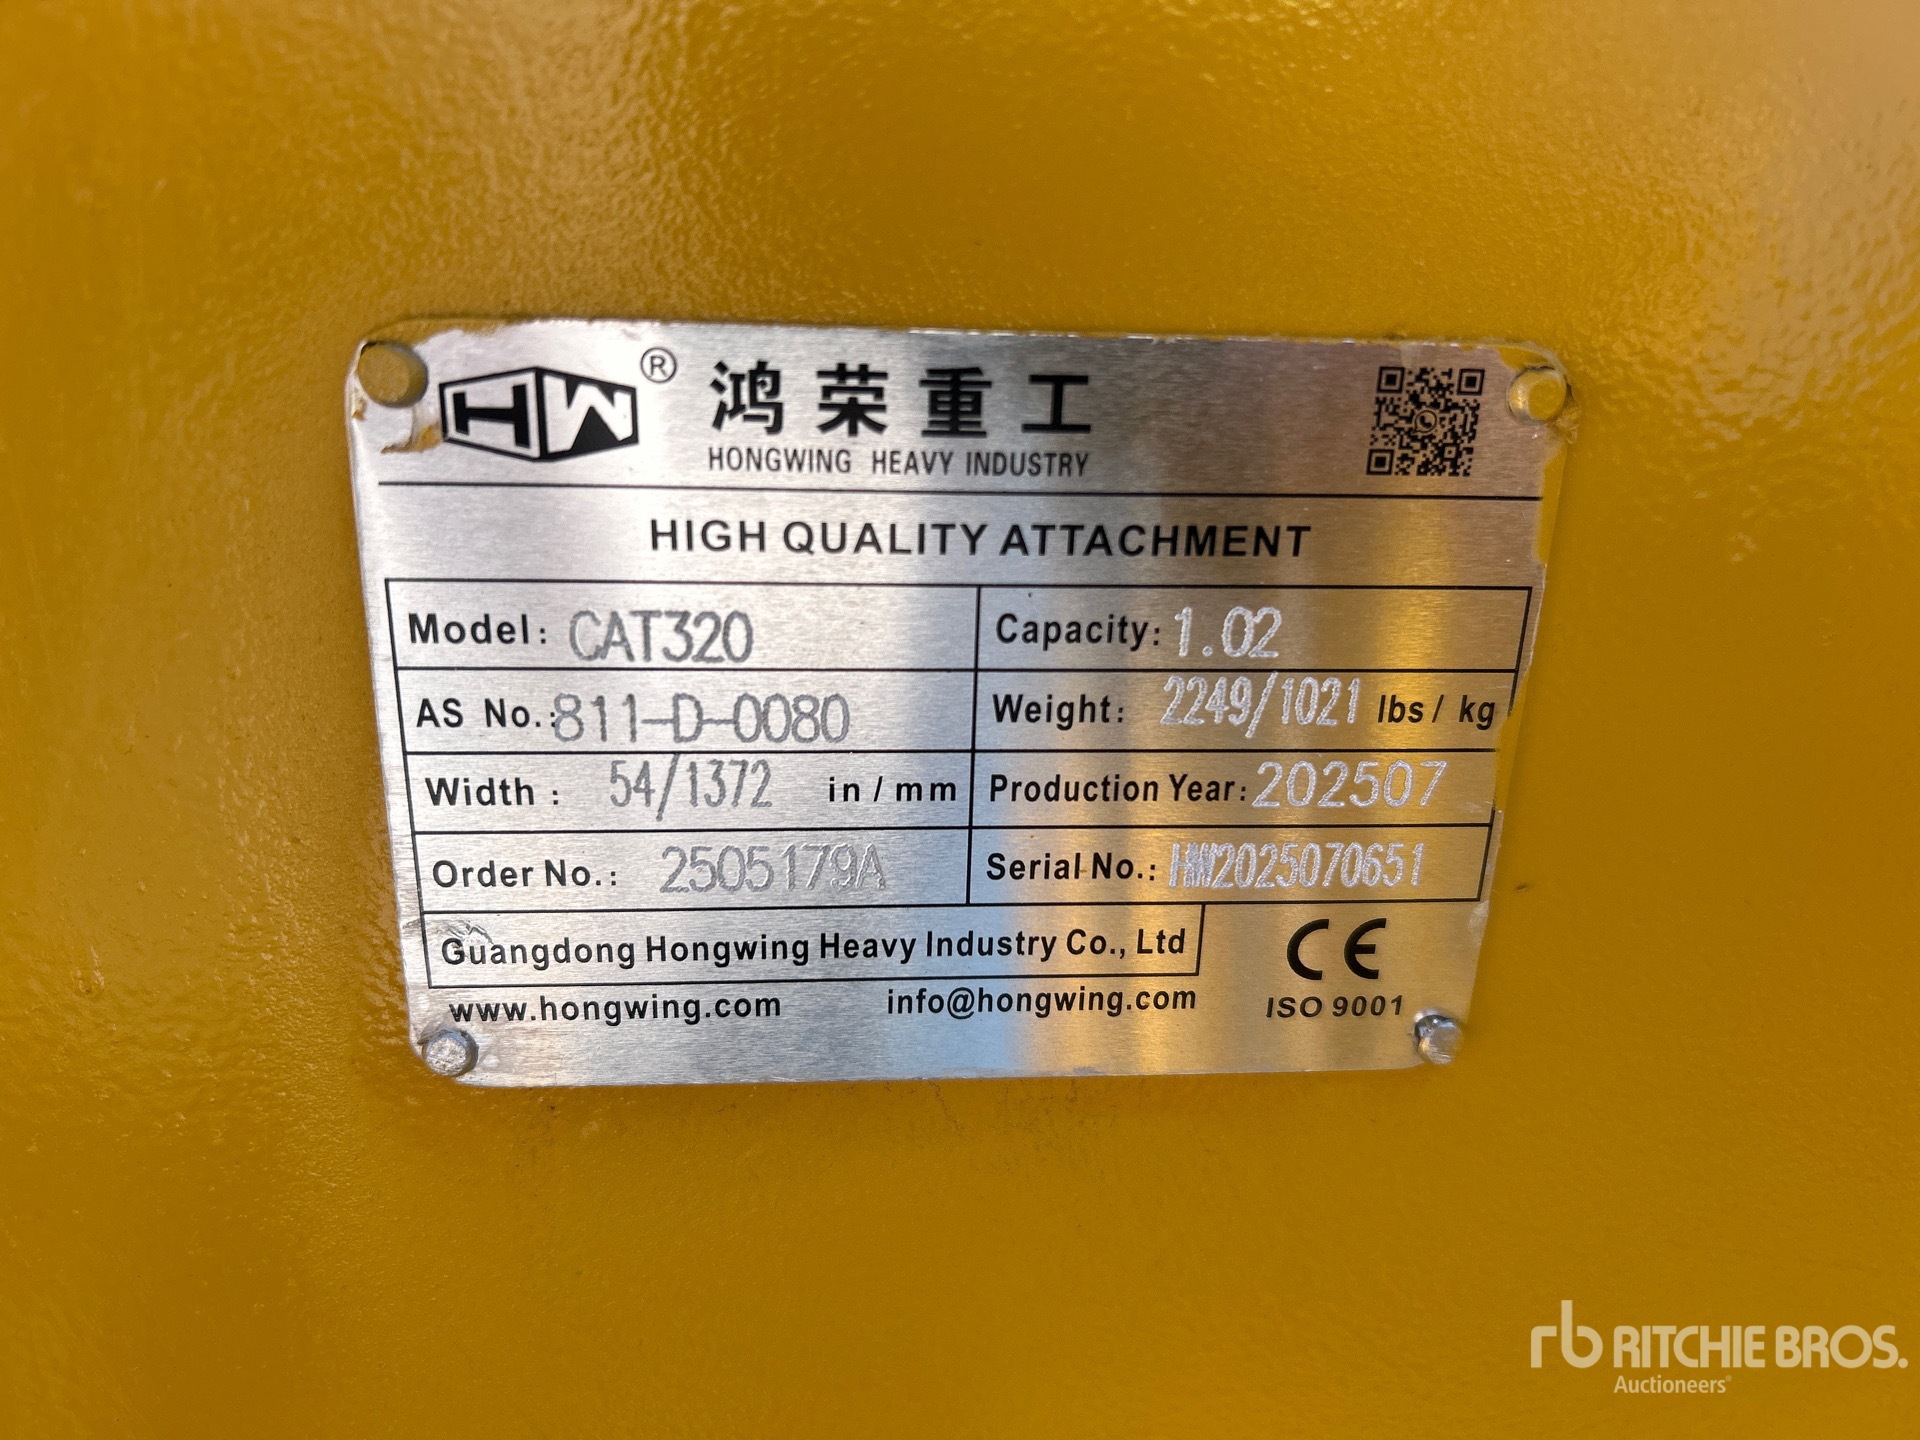 HW ® 鸿荣重工
HONGWING HEAVY INDUSTRY
HIGH QUALITY ATTACHMENT
Model: CAT320 Capacity: 1.02
AS No.: 811-D-0080 Weight: 2249/1021 lbs/ kg
Width : 54/1372 in / mm Production Year: 202507
Order No.: 2505179A Serial No.: HW2025070651
Guangdong Hongwing Heavy Industry Co., Ltd CE
www.hongwing.com info@hongwing.com ISO 9001
rb RITCHIE BROS.
Auctioneers